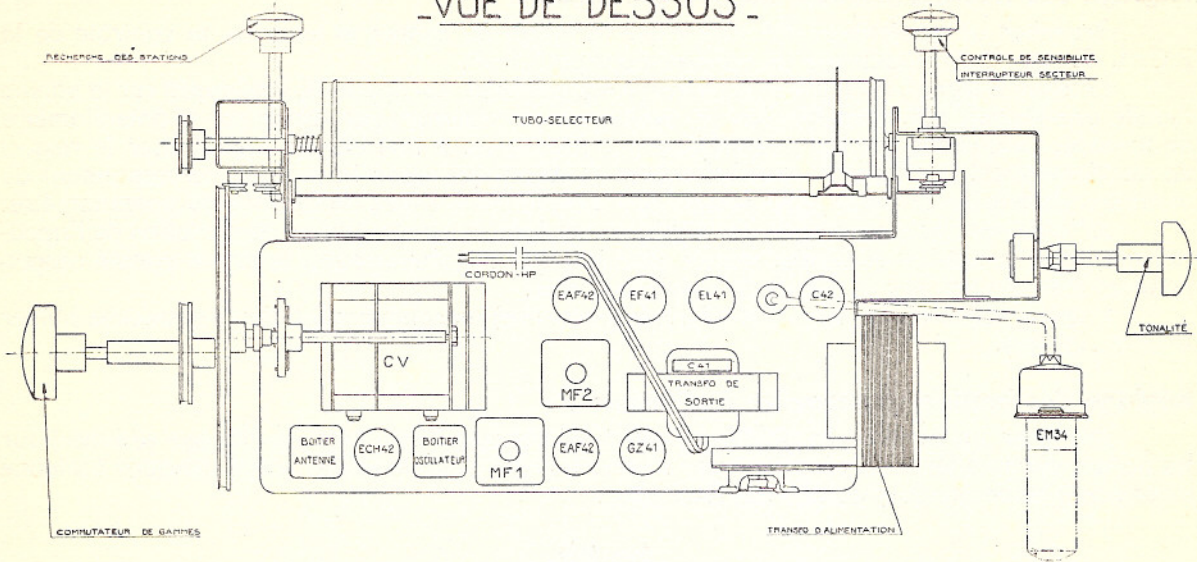 _VUE DE DESSUS_
RECHERCHE DES STATIONS
CONTROLE DE SENSIBILITE
INTERRUPTEUR SECTEUR
TUBO-SELECTEUR
CORDON-HP
EAF42
EF41
EL41
C42
TONALITÉ
CV
MF2
C41
TRANSFO DE
SORTIE
EM34
BOITIER
ANTENNE
ECH42
BOITIER
OSCILLATEUR
MF1
EAF42
GZ41
COMMUTATEUR DE GAMMES
TRANSFO D'ALIMENTATION